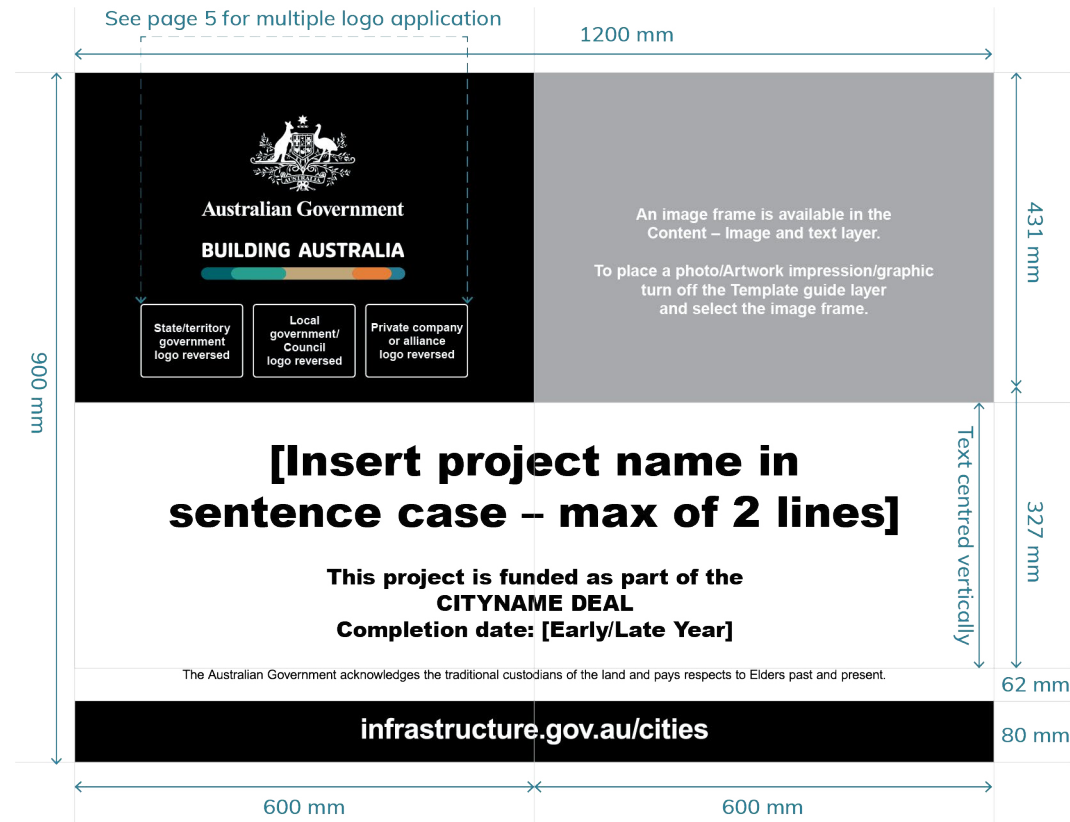 See page 5 for multiple logo application
1200 mm
AUSTRALIA
Australian Government
BUILDING AUSTRALIA
State/territory
government
logo reversed
Local
government/
Council
logo reversed
Private company
or alliance
logo reversed
An image frame is available in the
Content – Image and text layer.
To place a photo/Artwork impression/graphic
turn off the Template guide layer
and select the image frame.
431 mm
900 mm
[Insert project name in
sentence case – max of 2 lines]
This project is funded as part of the
CITYNAME DEAL
Completion date: [Early/Late Year]
Text centred vertically
327 mm
The Australian Government acknowledges the traditional custodians of the land and pays respects to Elders past and present.
62 mm
infrastructure.gov.au/cities
80 mm
600 mm
600 mm